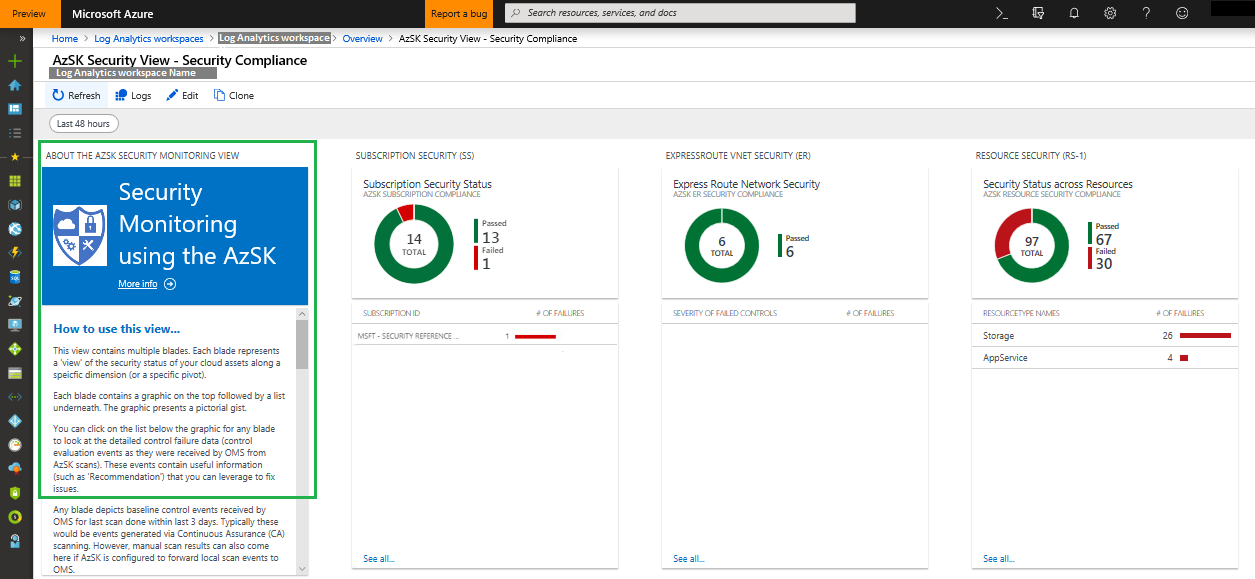 Preview
Microsoft Azure
Report a bug
Search resources, services, and docs
Home > Log Analytics workspaces > Log Analytics workspace > Overview > AzSK Security View - Security Compliance
AzSK Security View - Security Compliance
Log Analytics workspace Name
Refresh Logs Edit Clone
Last 48 hours
ABOUT THE AZSK SECURITY MONITORING VIEW
Security
Monitoring
using the AzSK
More info
How to use this view...
This view contains multiple blades. Each blade represents
a 'view' of the security status of your cloud assets along a
speicfic dimension (or a specific pivot).
Each blade contains a graphic on the top followed by a list
underneath. The graphic presents a pictorial gist.
You can click on the list below the graphic for any blade
to look at the detailed control failure data (control
evaluation events as they were received by OMS from
AzSK scans). These events contain useful information
(such as 'Recommendation') that you can leverage to fix
issues.
Any blade depicts baseline control events received by
OMS for last scan done within last 3 days. Typically these
would be events generated via Continuous Assurance (CA)
scanning. However, manual scan results can also come
here if AzSK is configured to forward local scan events to
OMS.
SUBSCRIPTION SECURITY (SS)
Subscription Security Status
AZSK SUBSCRIPTION COMPLIANCE
14
TOTAL
Passed
13
Failed
1
SUBSCRIPTION ID # OF FAILURES
MSFT - SECURITY REFERENCE ... 1
See all...
EXPRESSROUTE VNET SECURITY (ER)
Express Route Network Security
AZSK ER SECURITY COMPLIANCE
6
TOTAL
Passed
6
SEVERITY OF FAILED CONTROLS # OF FAILURES
See all...
RESOURCE SECURITY (RS-1)
Security Status across Resources
AZSK RESOURCE SECURITY COMPLIANCE
97
TOTAL
Passed
67
Failed
30
RESOURCETYPE NAMES # OF FAILURES
Storage 26
AppService 4
See all...